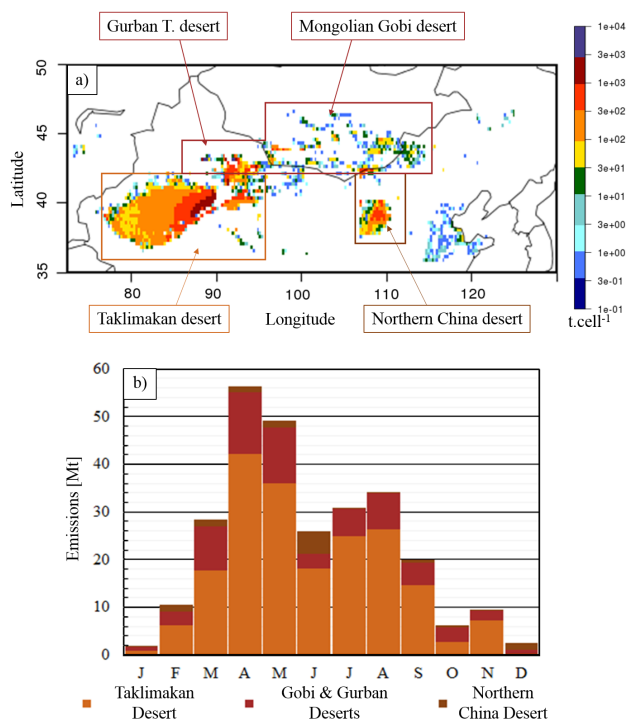 Gurban T. desert
Mongolian Gobi desert
a)
50
45
40
35
Latitude
80
90
100
110
120
Longitude
Taklimakan desert
Northern China desert
1e+04
3e+03
1e+03
3e+02
1e+02
3e+01
1e+01
3e+00
1e+00
3e-01
1e-01
t.cell-1
b)
60
50
40
30
20
10
0
Emissions [Mt]
J F M A M J J A S O N D
Taklimakan
Desert
Gobi & Gurban
Deserts
Northern
China Desert